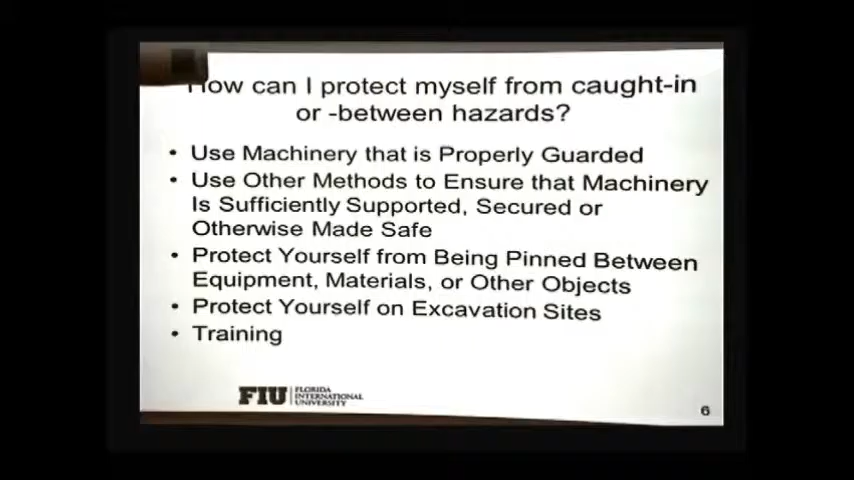 How can I protect myself from caught-in
or -between hazards?
• Use Machinery that is Properly Guarded
• Use Other Methods to Ensure that Machinery
Is Sufficiently Supported, Secured or
Otherwise Made Safe
• Protect Yourself from Being Pinned Between
Equipment, Materials, or Other Objects
• Protect Yourself on Excavation Sites
• Training
FIU FLORIDA
INTERNATIONAL
UNIVERSITY
6